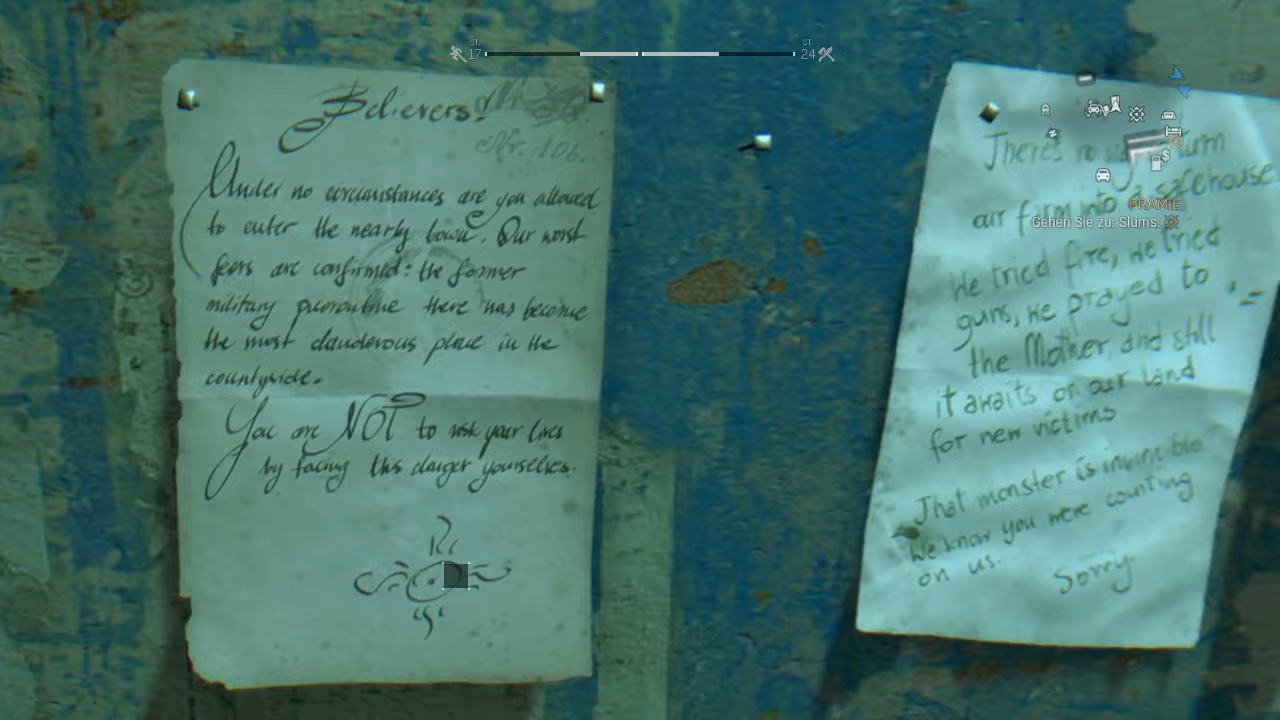 ST.
17
ST.
24
Believers!
Nr. 106.
Under no circumstances are you allowed
to enter the nearby town. Our worst
fears are confirmed: the former
military quarantine there has become
the most dangerous place in the
countyside.
You are NOT to risk your lives
by facing this danger yourselves.
There's no way turn
our farm into a safehouse
PRÄMIE
Gehen Sie zu: Slums.
We tried fire, we tried
guns, we prayed to
the Mother, and still
it awaits on our land
for new victims
That monster is invincible
We know you were counting
on us.
Sorry